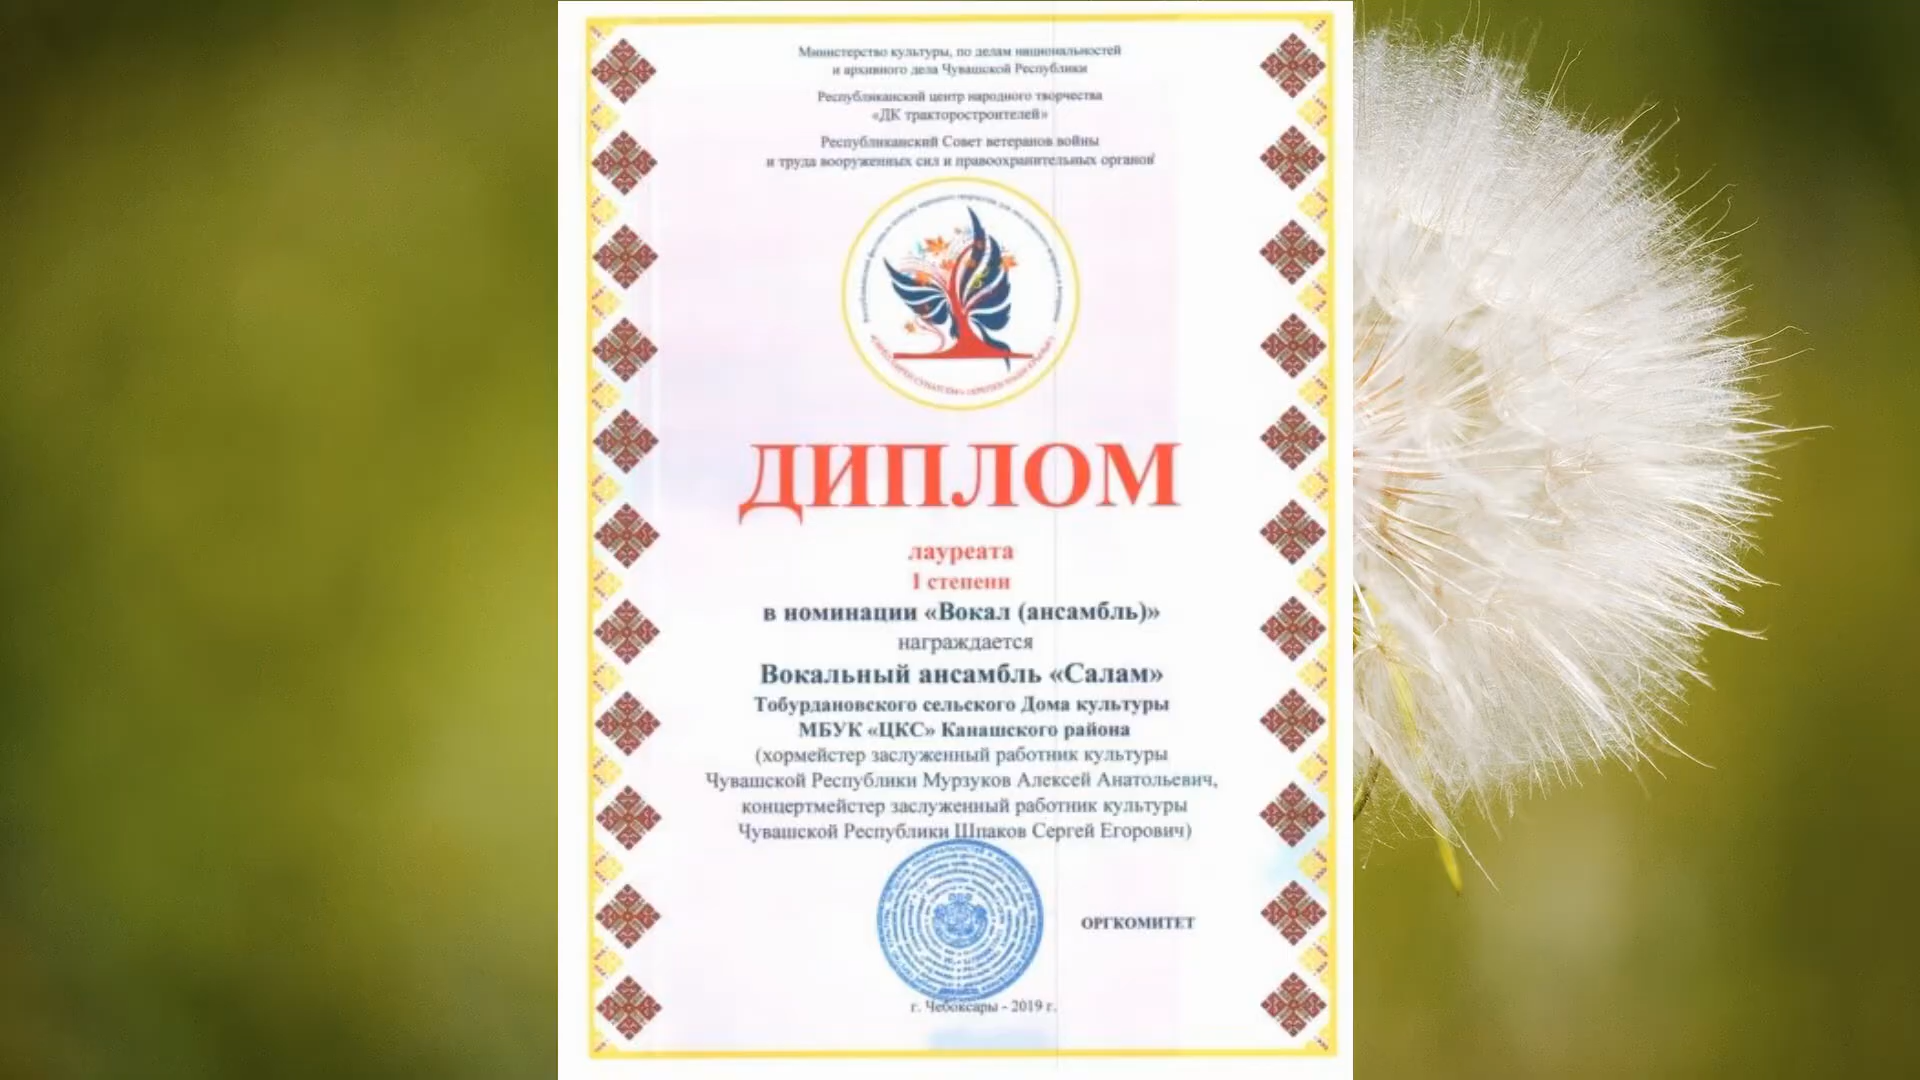 Министерство культуры, по делам национальностей
и архивного дела Чувашской Республики
Республиканский центр народного творчества
«ДК тракторостроителей»
Республиканский Совет ветеранов войны
и труда вооруженных сил и правоохранительных органов
ДИПЛОМ
лауреата
I степени
в номинации «Вокал (ансамбль)»
награждается
Вокальный ансамбль «Салам»
Тобурдановского сельского Дома культуры
МБУК «ЦКС» Канашского района
(хормейстер заслуженный работник культуры
Чувашской Республики Мурзуков Алексей Анатольевич,
концертмейстер заслуженный работник культуры
Чувашской Республики Шпаков Сергей Егорович)
ОРГКОМИТЕТ
г. Чебоксары - 2019 г.